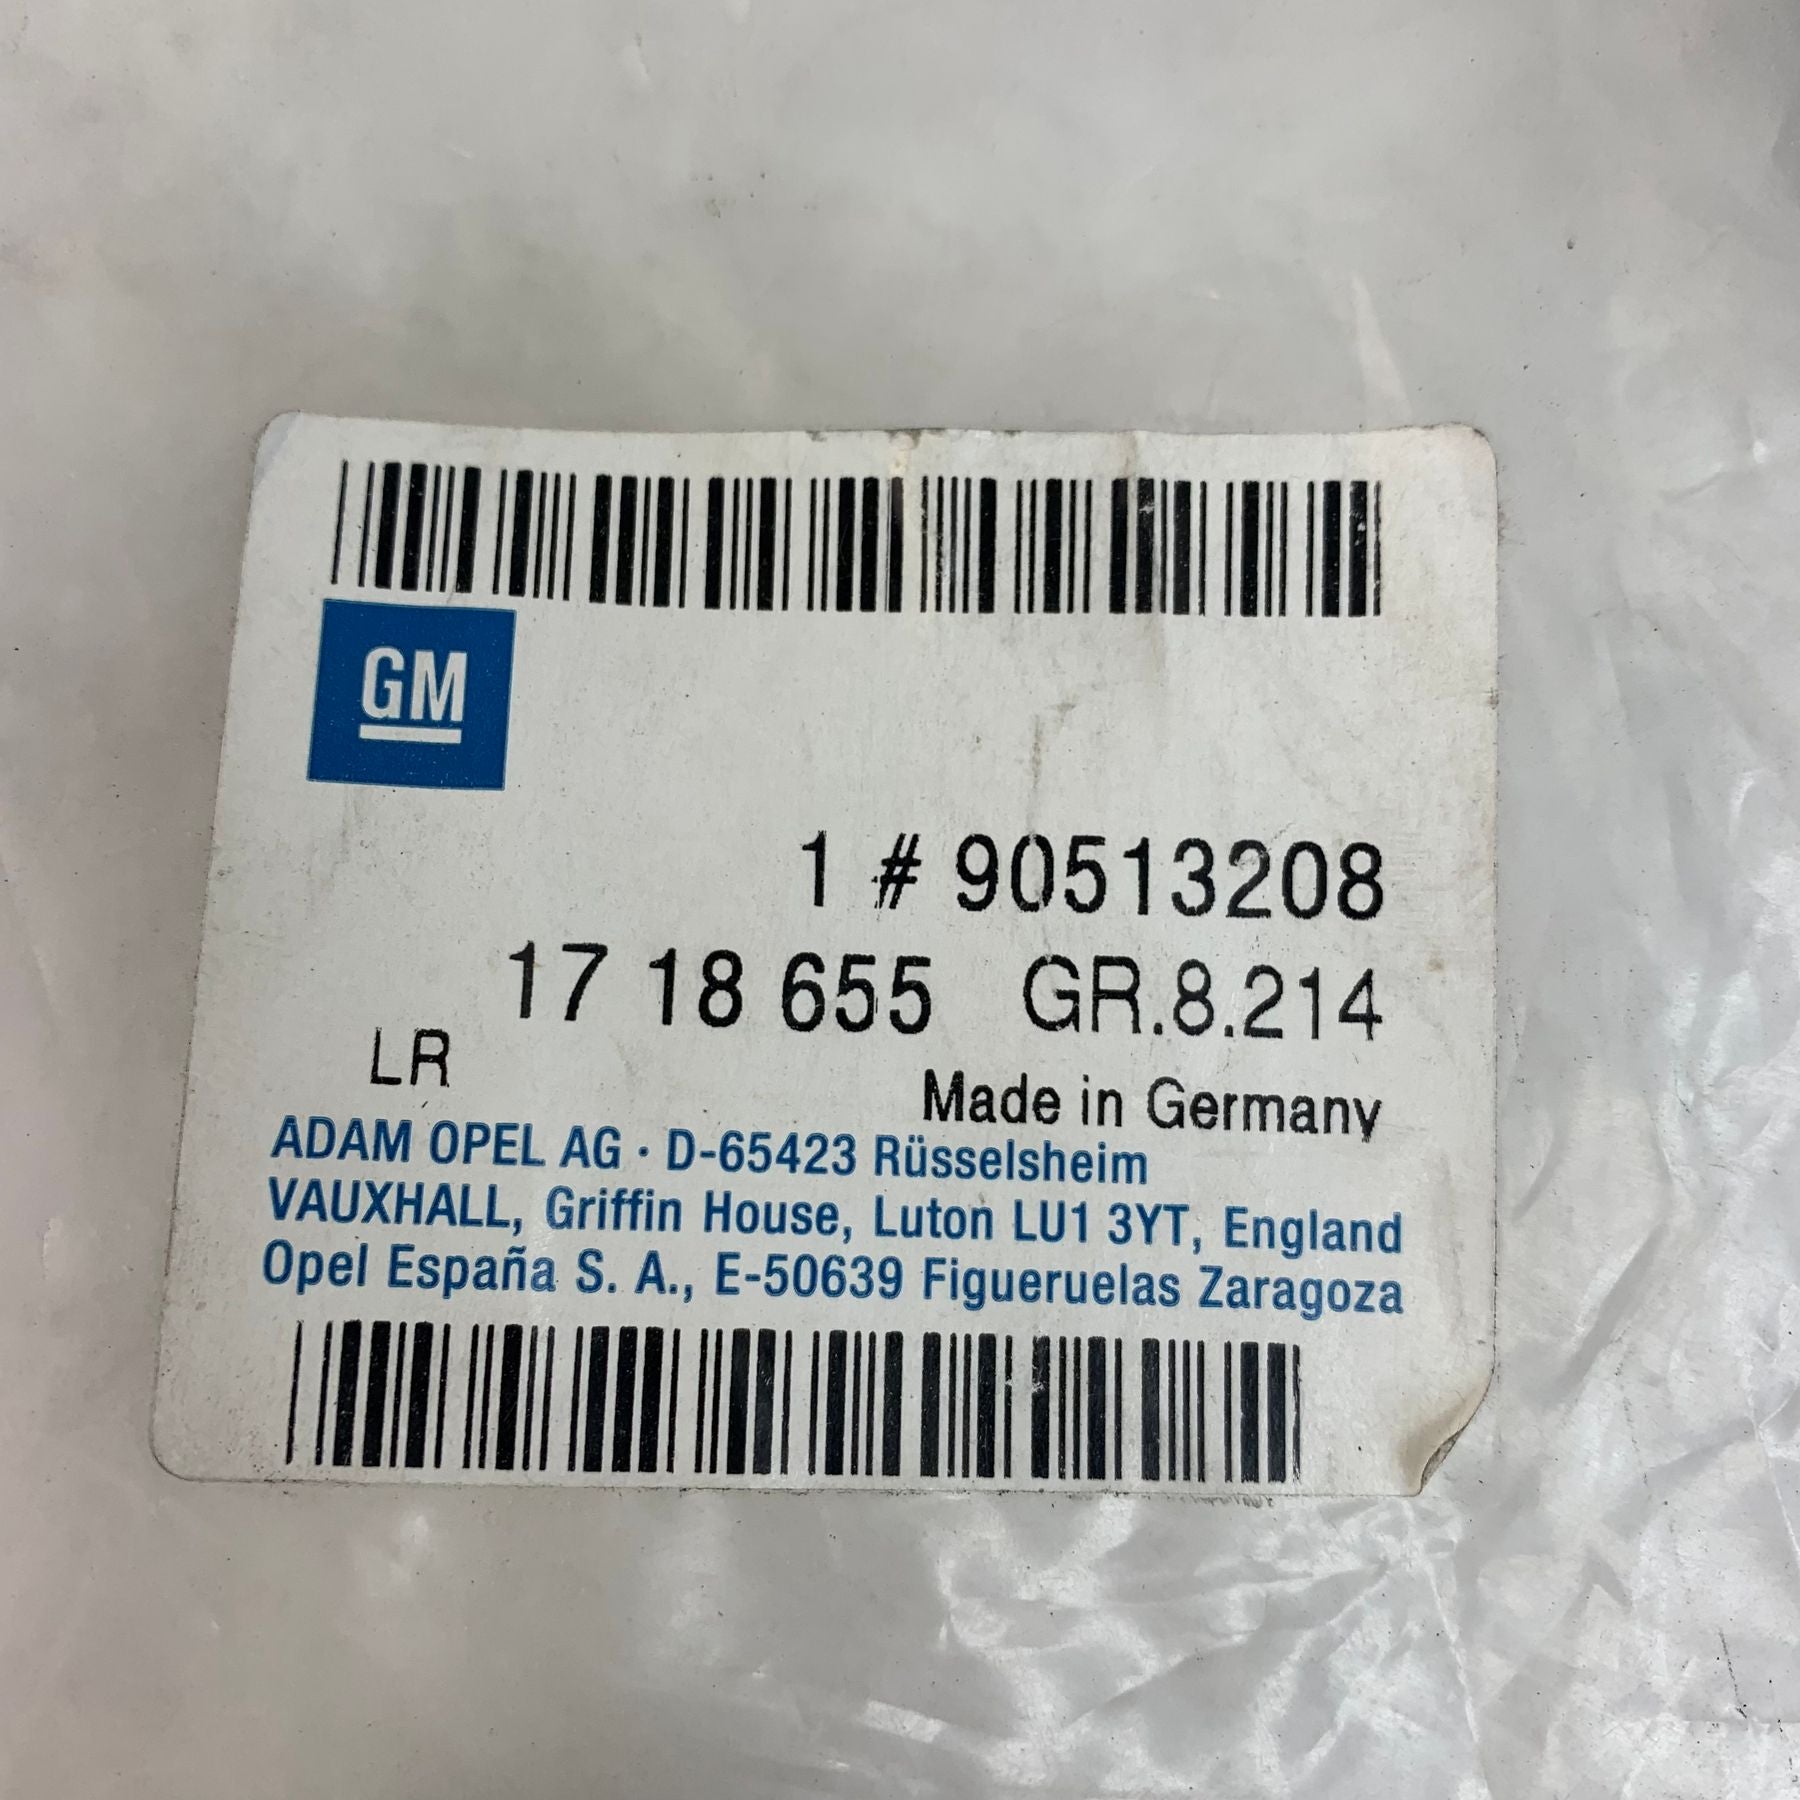 GM
1 # 90513208
17 18 655 GR.8.214
LR
Made in Germany
ADAM OPEL AG · D-65423 Rüsselsheim
VAUXHALL, Griffin House, Luton LU1 3YT, England
Opel España S. A., E-50639 Figueruelas Zaragoza